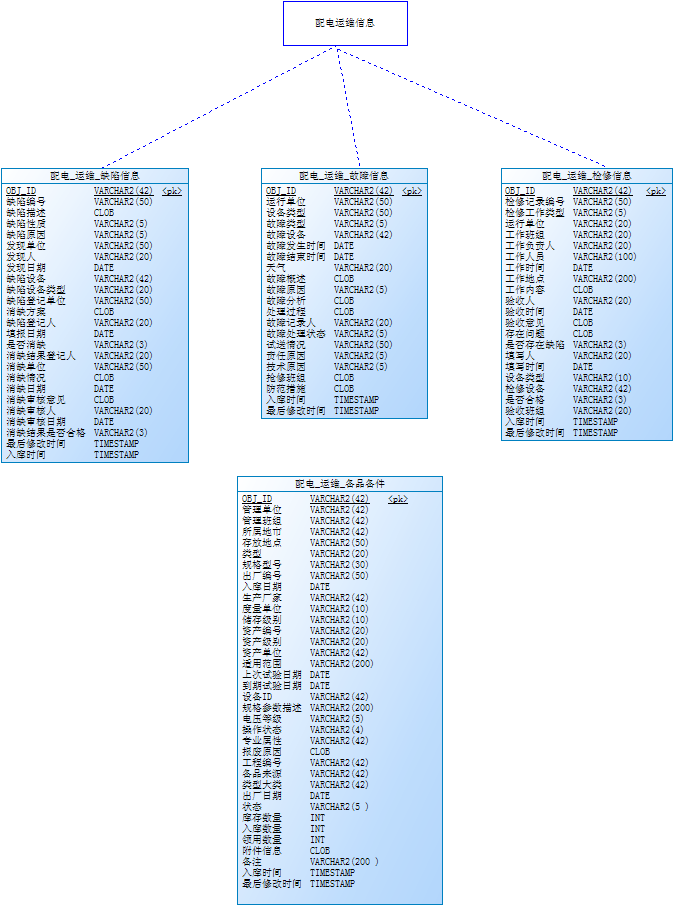 配电运维信息
配电_运维_缺陷信息
OBJ_ID VARCHAR2(42) <pk>
缺陷编号 VARCHAR2(50)
缺陷描述 CLOB
缺陷性质 VARCHAR2(5)
缺陷原因 VARCHAR2(5)
发现单位 VARCHAR2(50)
发现人 VARCHAR2(20)
发现日期 DATE
缺陷设备 VARCHAR2(42)
缺陷设备类型 VARCHAR2(20)
缺陷登记单位 VARCHAR2(50)
消缺方案 CLOB
缺陷登记人 VARCHAR2(20)
填报日期 DATE
是否消缺 VARCHAR2(3)
消缺结果登记人 VARCHAR2(20)
消缺单位 VARCHAR2(50)
消缺情况 CLOB
消缺日期 DATE
消缺审核意见 CLOB
消缺审核人 VARCHAR2(20)
消缺审核日期 DATE
消缺结果是否合格 VARCHAR2(3)
最后修改时间 TIMESTAMP
入库时间 TIMESTAMP
配电_运维_故障信息
OBJ_ID VARCHAR2(42) <pk>
运行单位 VARCHAR2(50)
设备类型 VARCHAR2(50)
故障类型 VARCHAR2(5)
故障设备 VARCHAR2(42)
故障发生时间 DATE
故障结束时间 DATE
天气 VARCHAR2(20)
故障概述 CLOB
故障原因 VARCHAR2(5)
故障分析 CLOB
处理过程 CLOB
故障记录人 VARCHAR2(20)
故障处理状态 VARCHAR2(5)
试送情况 VARCHAR2(50)
责任原因 VARCHAR2(5)
技术原因 VARCHAR2(5)
抢修班组 CLOB
防范措施 CLOB
入库时间 TIMESTAMP
最后修改时间 TIMESTAMP
配电_运维_检修信息
OBJ_ID VARCHAR2(42) <pk>
检修记录编号 VARCHAR2(50)
检修工作类型 VARCHAR2(5)
运行单位 VARCHAR2(20)
工作班组 VARCHAR2(20)
工作负责人 VARCHAR2(20)
工作人员 VARCHAR2(100)
工作时间 DATE
工作地点 VARCHAR2(200)
工作内容 CLOB
验收人 VARCHAR2(20)
验收时间 DATE
验收意见 CLOB
存在问题 CLOB
是否存在缺陷 VARCHAR2(3)
填写人 VARCHAR2(20)
填写时间 DATE
设备类型 VARCHAR2(10)
检修设备 VARCHAR2(42)
是否合格 VARCHAR2(3)
验收班组 VARCHAR2(20)
入库时间 TIMESTAMP
最后修改时间 TIMESTAMP
配电_运维_备品备件
OBJ_ID VARCHAR2(42) <pk>
管理单位 VARCHAR2(42)
管理班组 VARCHAR2(42)
所属地市 VARCHAR2(42)
存放地点 VARCHAR2(50)
类型 VARCHAR2(20)
规格型号 VARCHAR2(30)
出厂编号 VARCHAR2(50)
入库日期 DATE
生产厂家 VARCHAR2(42)
度量单位 VARCHAR2(10)
储存级别 VARCHAR2(10)
资产编号 VARCHAR2(20)
资产级别 VARCHAR2(20)
资产单位 VARCHAR2(42)
适用范围 VARCHAR2(200)
上次试验日期 DATE
到期试验日期 DATE
设备ID VARCHAR2(42)
规格参数描述 VARCHAR2(200)
电压等级 VARCHAR2(5)
操作状态 VARCHAR2(4)
专业属性 VARCHAR2(42)
报废原因 CLOB
工程编号 VARCHAR2(42)
备品来源 VARCHAR2(42)
类型大类 VARCHAR2(42)
出厂日期 DATE
状态 VARCHAR2(5 )
库存数量 INT
入库数量 INT
领用数量 INT
附件信息 CLOB
备注 VARCHAR2(200 )
入库时间 TIMESTAMP
最后修改时间 TIMESTAMP